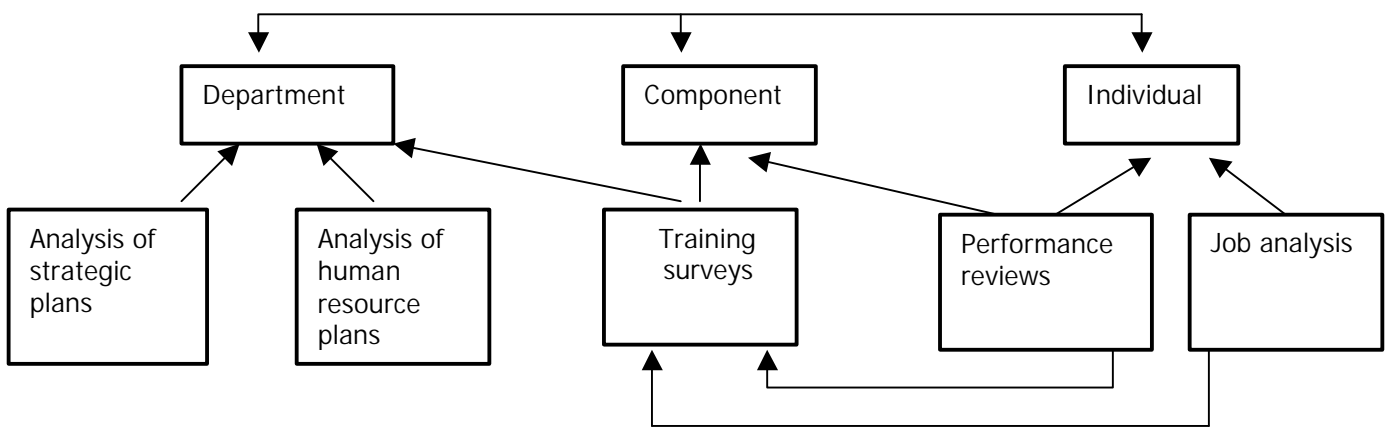 Department
Component
Individual
Analysis of
strategic
plans
Analysis of
human
resource
plans
Training
surveys
Performance
reviews
Job analysis